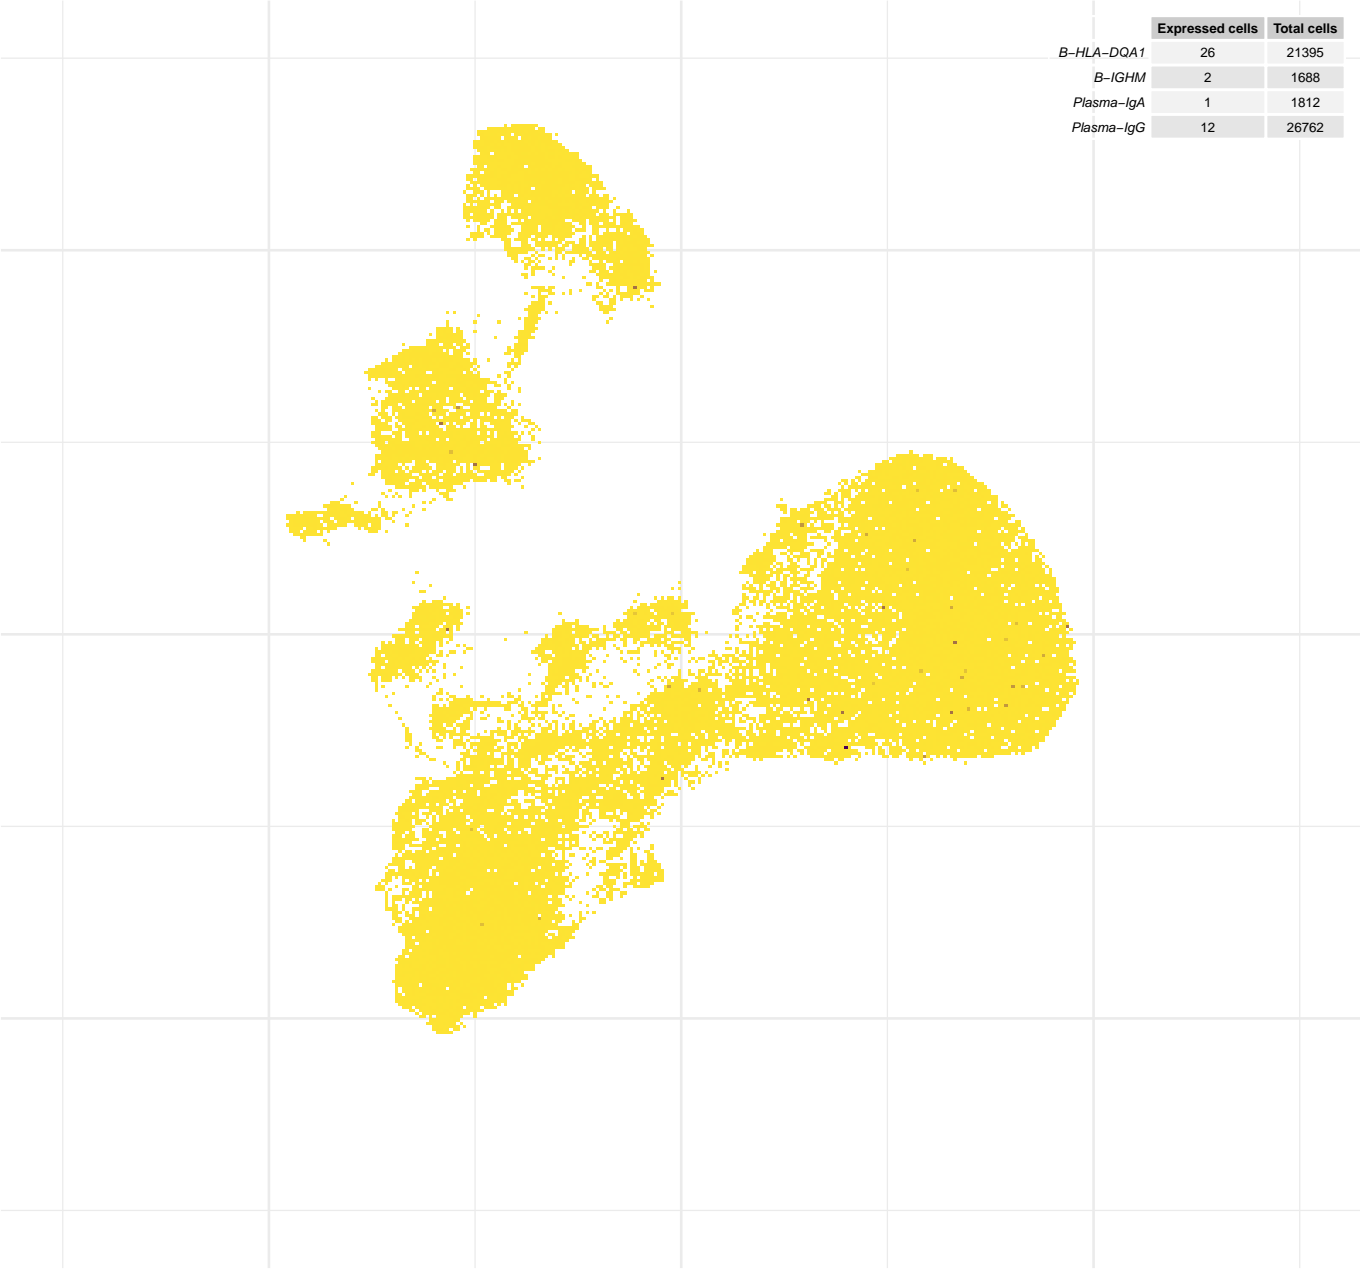 Expressed cells Total cells
B−HLA−DQA1 26 21395
B−IGHM 2 1688
Plasma−IgA 1 1812
Plasma−IgG 12 26762